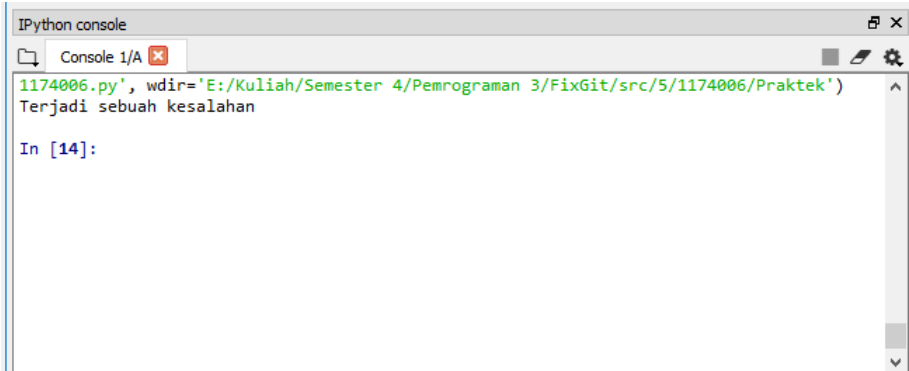 IPython console
Console 1/A
1174006.py', wdir='E:/Kuliah/Semester 4/Pemrograman 3/FixGit/src/5/1174006/Praktek')
Terjadi sebuah kesalahan
In [14]: